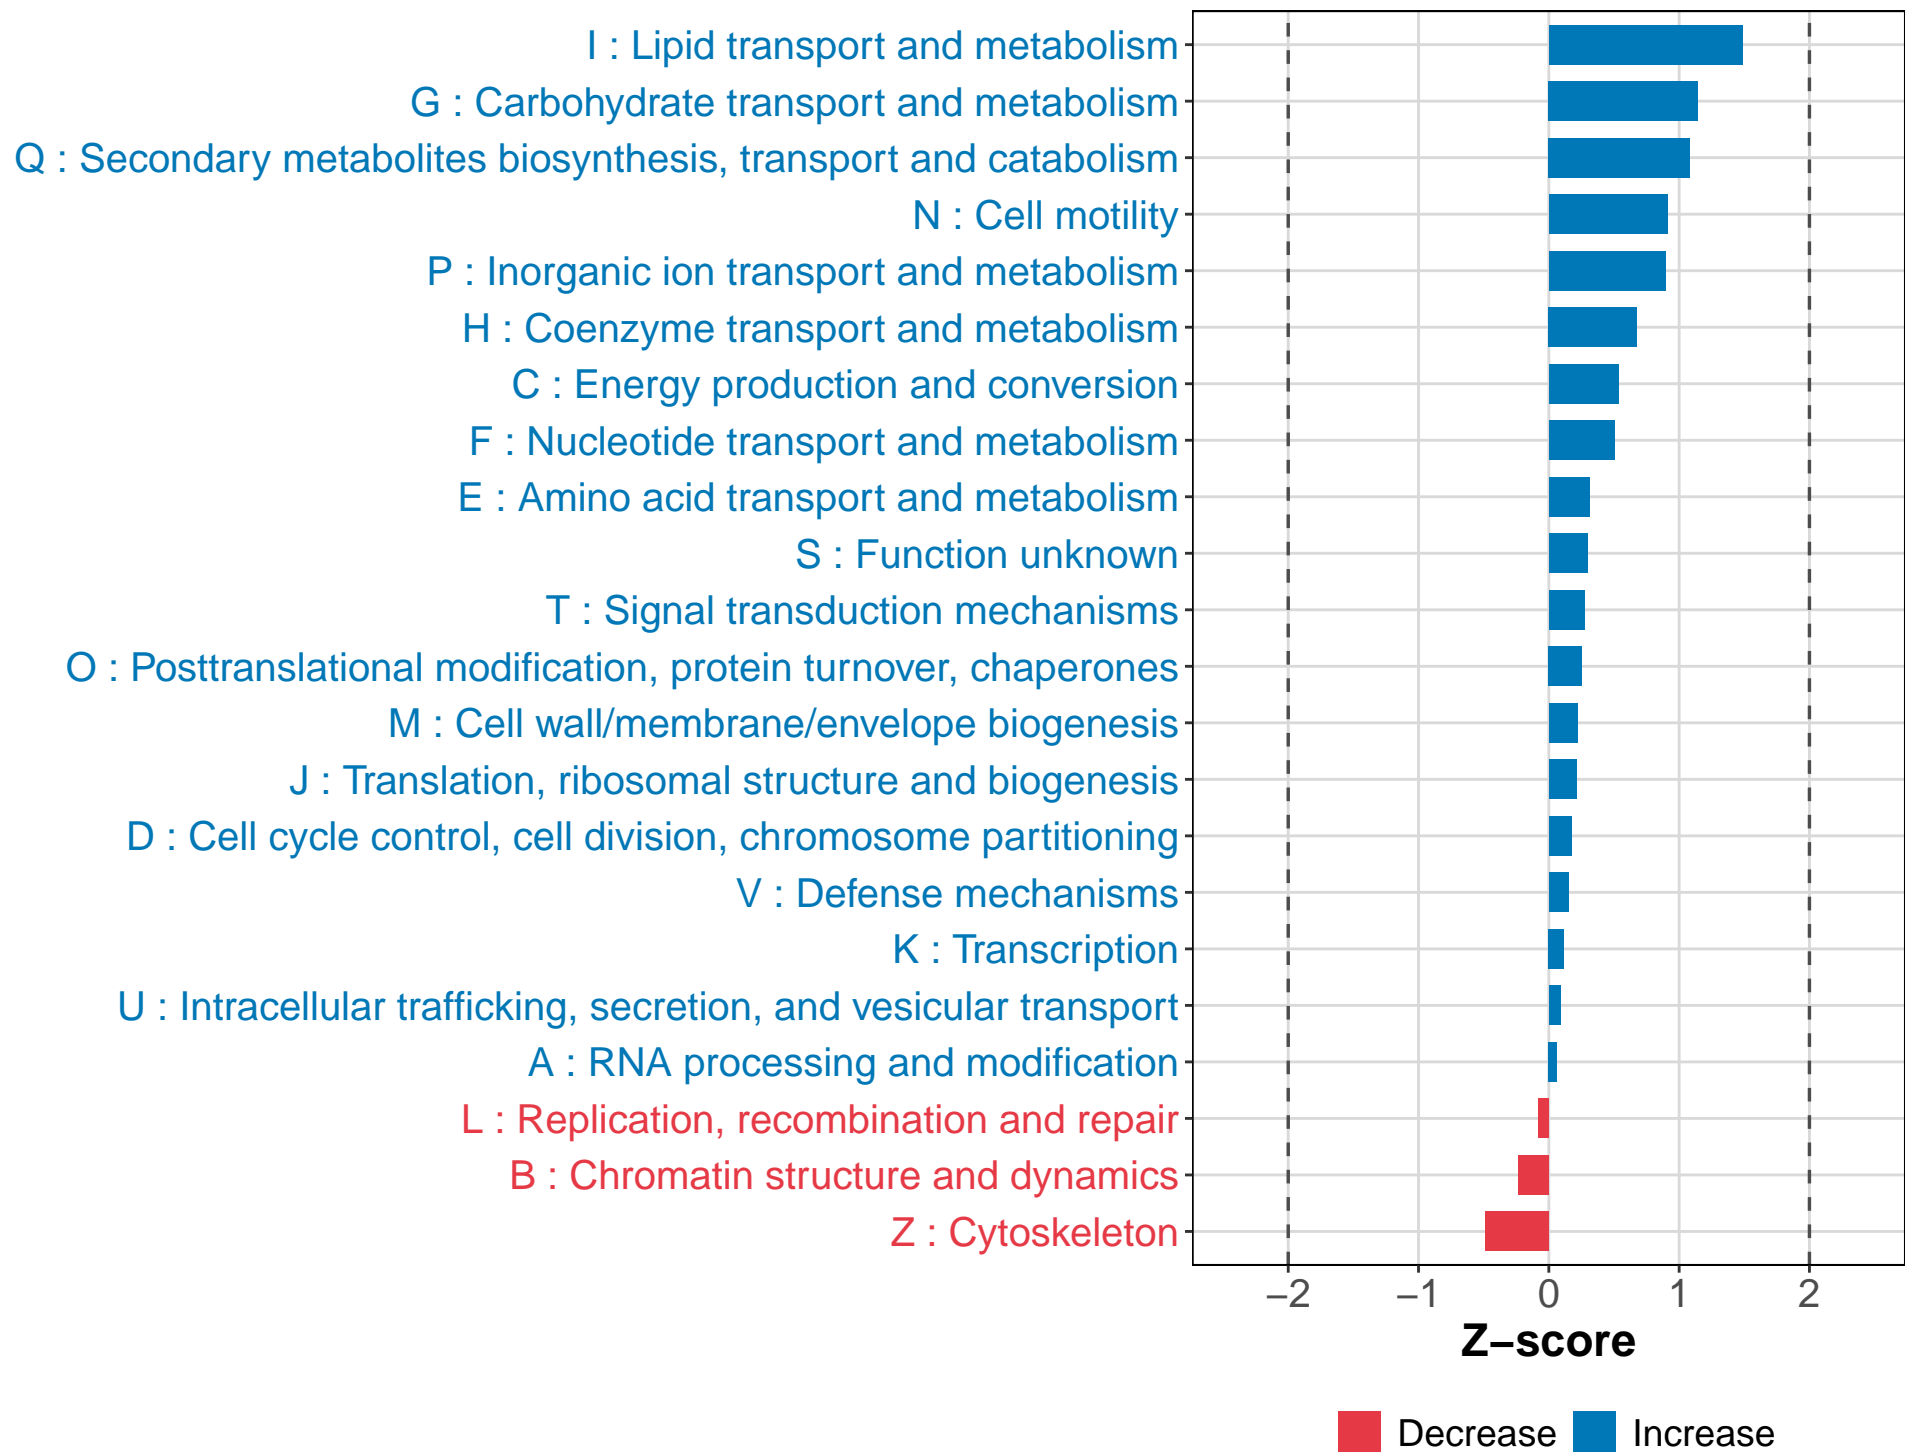 I : Lipid transport and metabolism
G : Carbohydrate transport and metabolism
Q : Secondary metabolites biosynthesis, transport and catabolism
N : Cell motility
P : Inorganic ion transport and metabolism
H : Coenzyme transport and metabolism
C : Energy production and conversion
F : Nucleotide transport and metabolism
E : Amino acid transport and metabolism
S : Function unknown
T : Signal transduction mechanisms
O : Posttranslational modification, protein turnover, chaperones
M : Cell wall/membrane/envelope biogenesis
J : Translation, ribosomal structure and biogenesis
D : Cell cycle control, cell division, chromosome partitioning
V : Defense mechanisms
K : Transcription
U : Intracellular trafficking, secretion, and vesicular transport
A : RNA processing and modification
L : Replication, recombination and repair
B : Chromatin structure and dynamics
Z : Cytoskeleton
−2 −1 0 1 2
Z−score
Decrease Increase